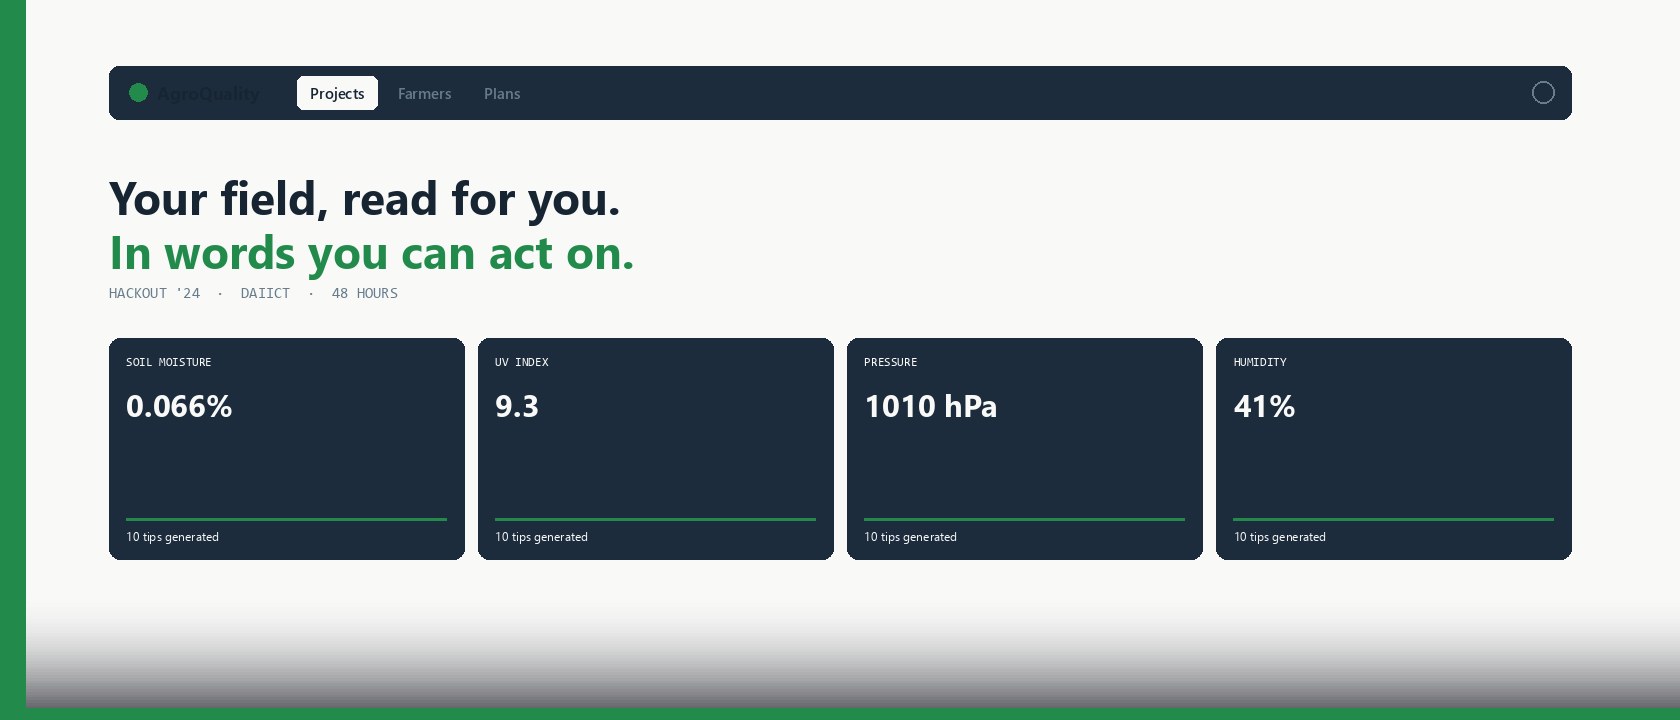 AgroQuality Projects Farmers Plans
Your field, read for you.
In words you can act on.
HACKOUT '24 · DAIICT · 48 HOURS
SOIL MOISTURE
0.066%
10 tips generated
UV INDEX
9.3
10 tips generated
PRESSURE
1010 hPa
10 tips generated
HUMIDITY
41%
10 tips generated